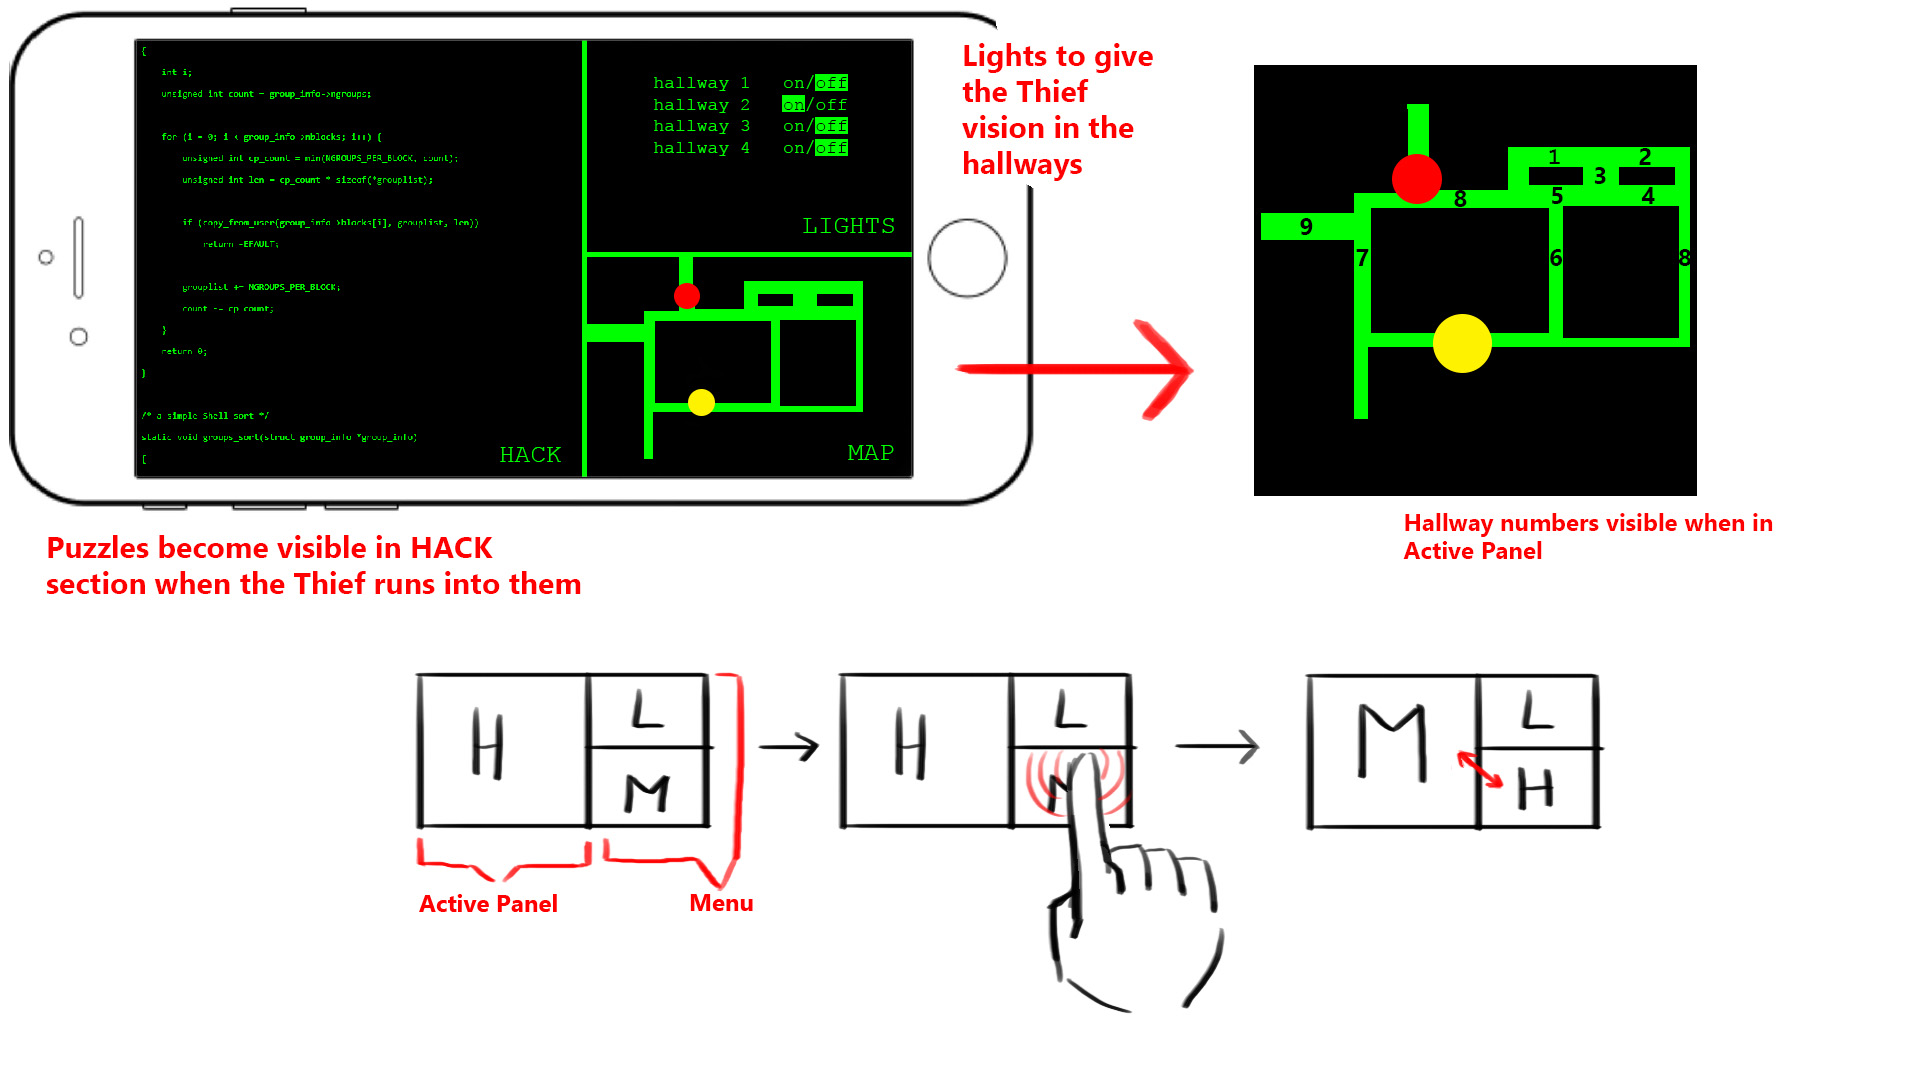 {
int i;
unsigned int count = group_info->ngroups;
for (i = 0; i < group_info->nblocks; i++) {
unsigned int cp_count = min(NGROUPS_PER_BLOCK, count);
unsigned int len = cp_count * sizeof(*grouplist);
if (copy_from_user(group_info->blocks[i], grouplist, len))
return -EFAULT;
grouplist += NGROUPS_PER_BLOCK;
count -= cp_count;
}
return 0;
}
/* a simple Shell sort */
static void groups_sort(struct group_info *group_info)
{
HACK
hallway 1 on/off
hallway 2 on/off
hallway 3 on/off
hallway 4 on/off
LIGHTS
MAP
Lights to give
the Thief
vision in the
hallways
1 2
3
8 5 4
9
7 6 8
Hallway numbers visible when in
Active Panel
Puzzles become visible in HACK
section when the Thief runs into them
H L
M
H L
M
M L
H
Active Panel
Menu